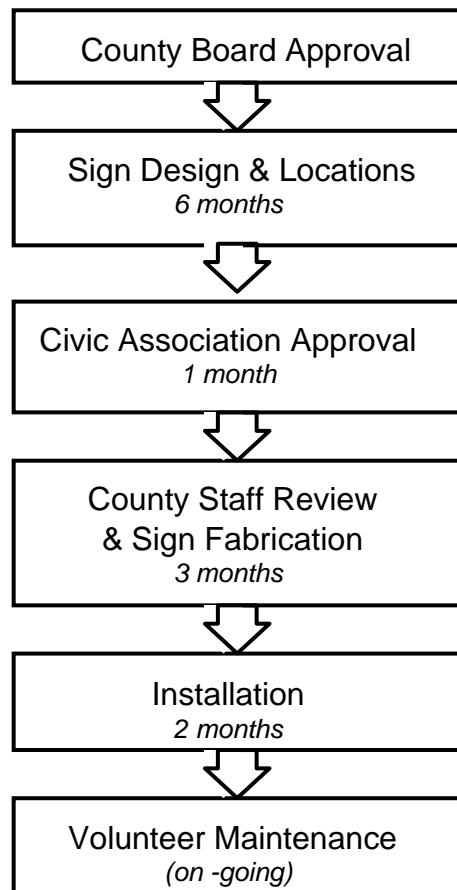 County Board Approval
Sign Design & Locations
6 months
Civic Association Approval
1 month
County Staff Review
& Sign Fabrication
3 months
Installation
2 months
Volunteer Maintenance
(on -going)